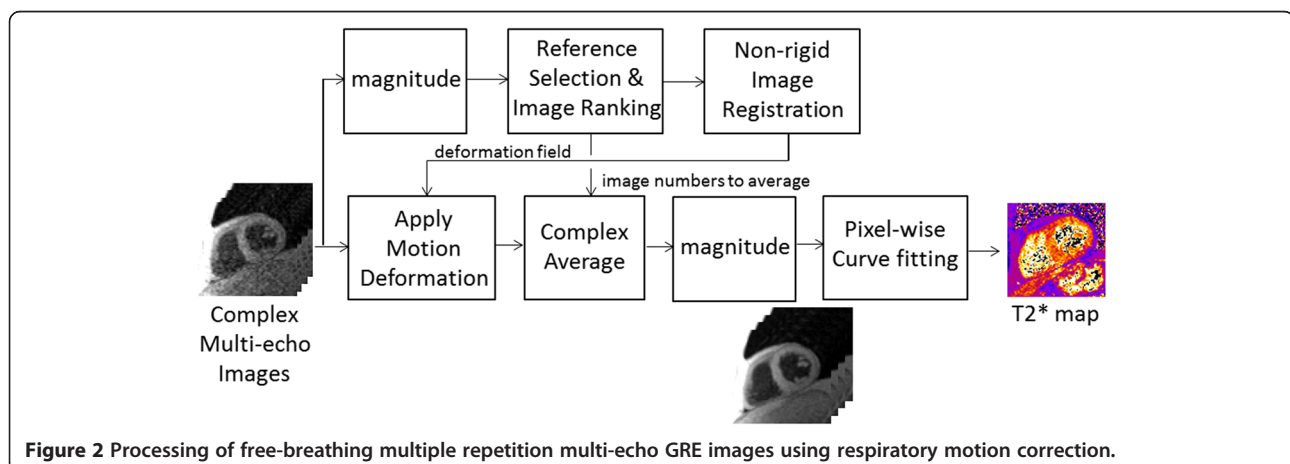 magnitude
Reference
Selection &
Image Ranking
Non-rigid
Image
Registration
deformation field
image numbers to average
Apply
Motion
Deformation
Complex
Average
magnitude
Pixel-wise
Curve fitting
Complex
Multi-echo
Images
T2* map
Figure 2 Processing of free-breathing multiple repetition multi-echo GRE images using respiratory motion correction.